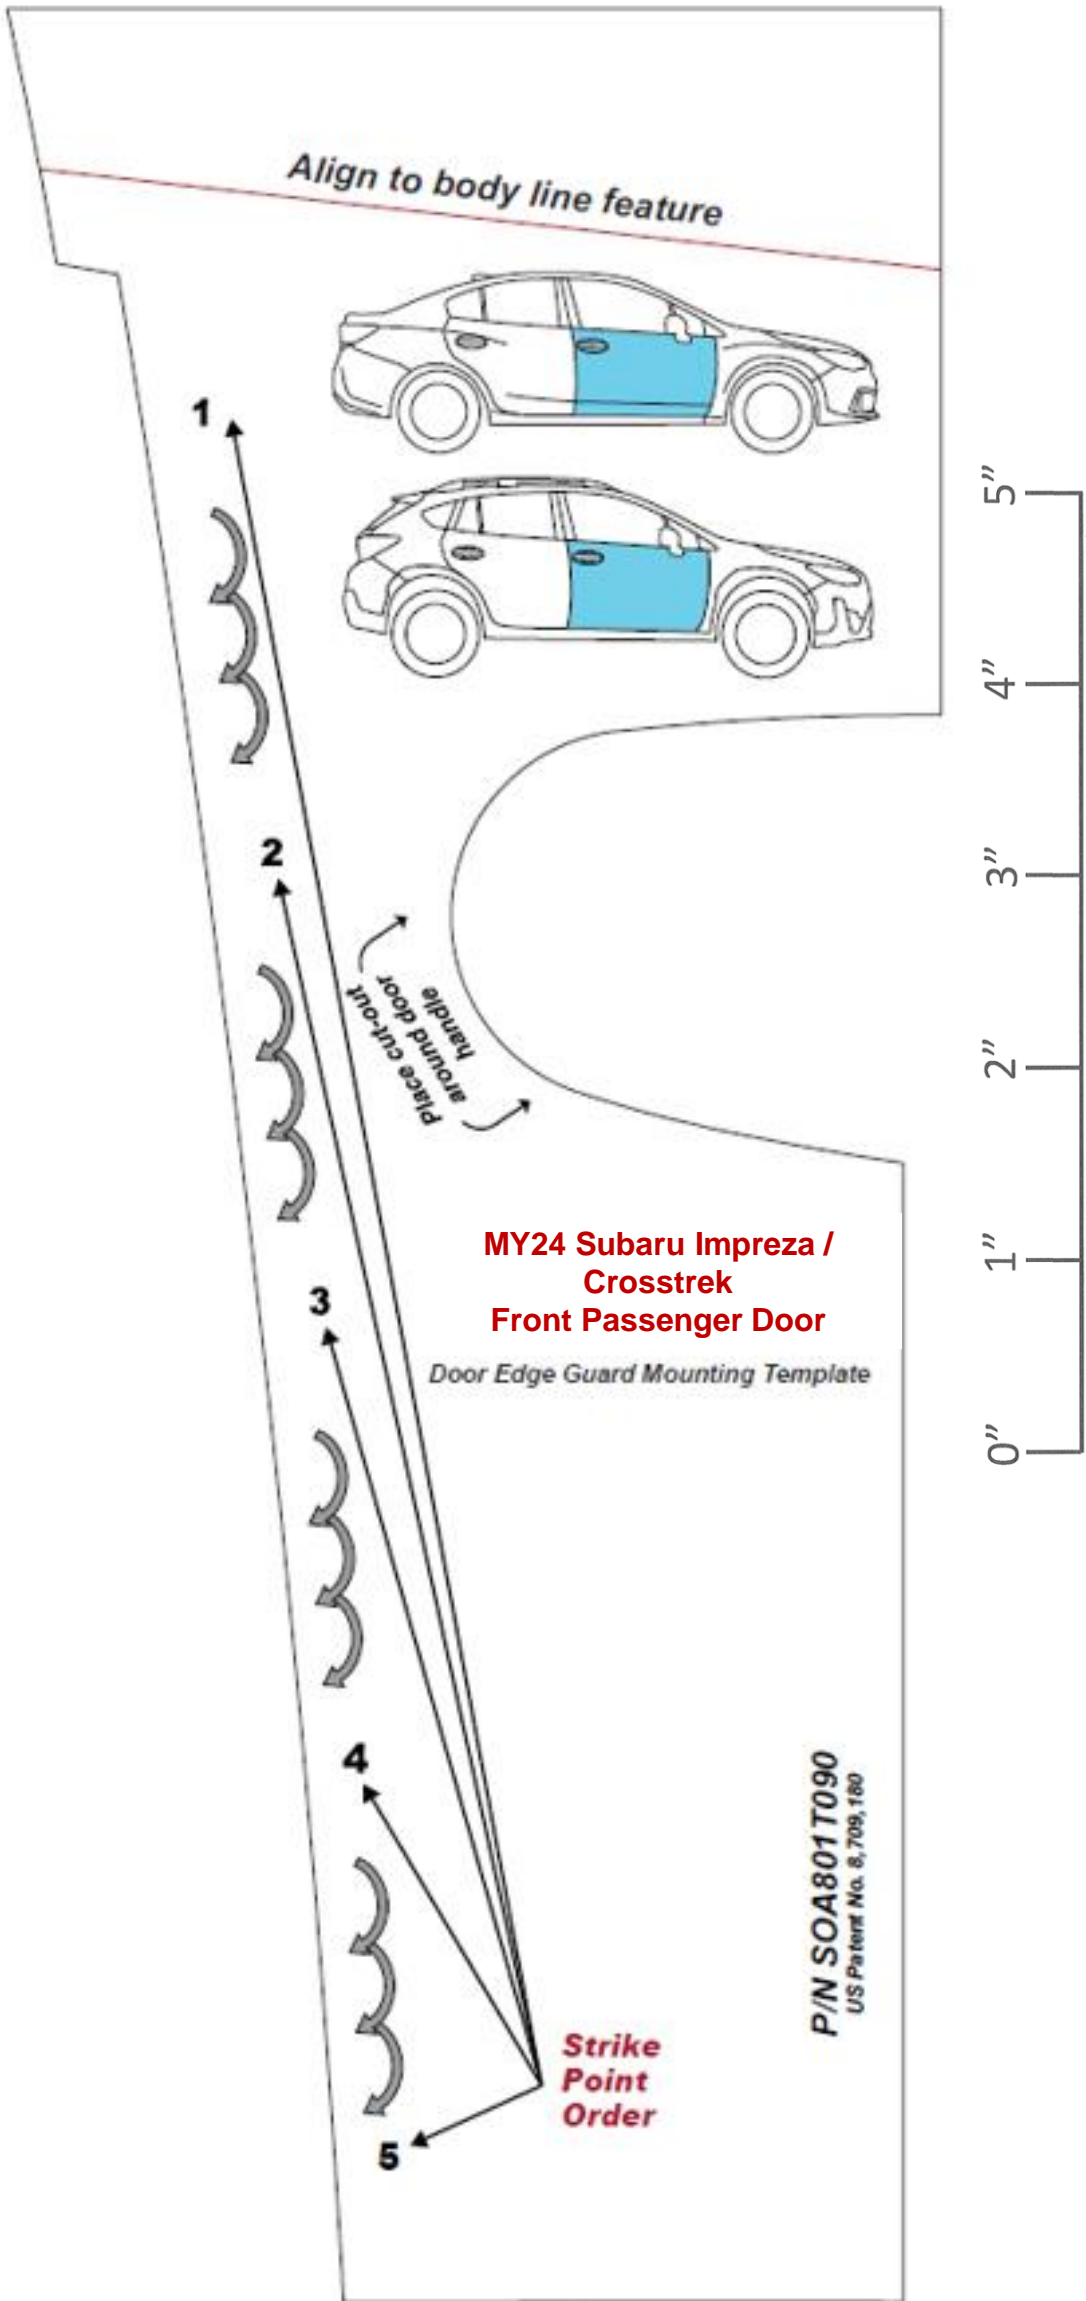 Align to body line feature
1
5”
4”
2
3”
Place cut-out
around door
handle
2”
MY24 Subaru Impreza /
Crosstrek
Front Passenger Door
1”
3
Door Edge Guard Mounting Template
0”
4
P/N SOA801T090
US Patent No. 8,709,180
Strike
Point
Order
5